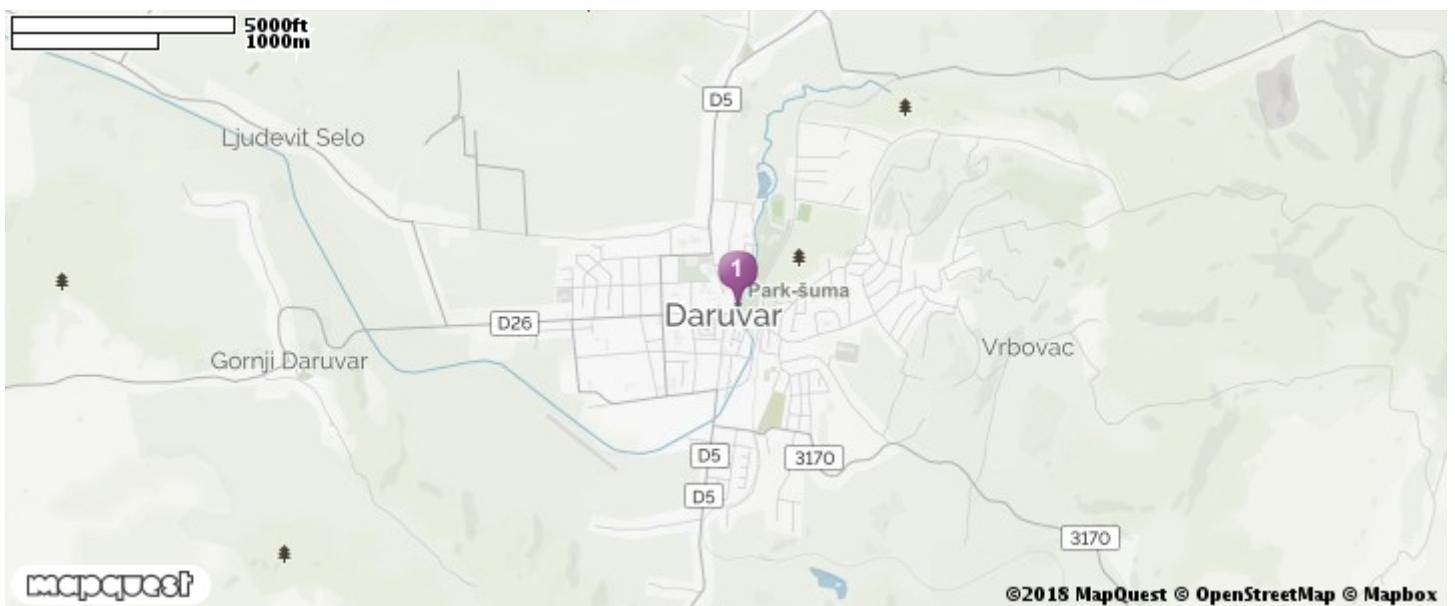 5000ft
1000m
D5
Ljudevit Selo
1
Park-šuma
Daruvar
D26
Vrbovac
Gornji Daruvar
D5
3170
D5
3170
mapquest
©2018 MapQuest © OpenStreetMap © Mapbox